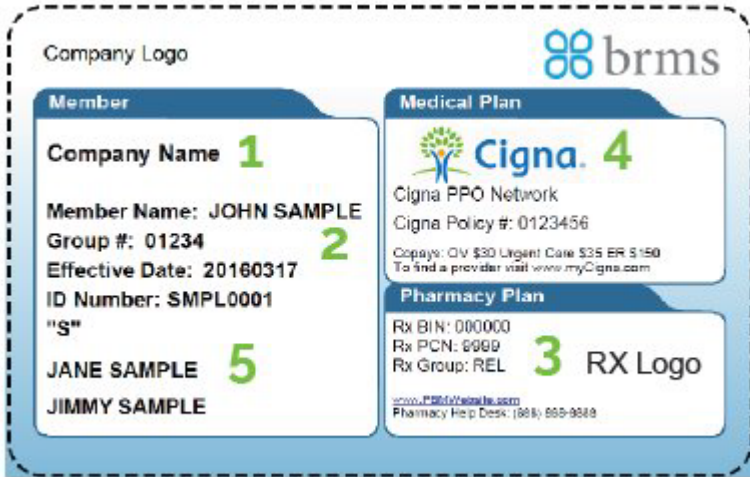 Company Logo
brms
Member
Company Name 1
Member Name: JOHN SAMPLE
Group #: 01234
2
Effective Date: 20160317
ID Number: SMPL0001
"S"
JANE SAMPLE
5
JIMMY SAMPLE
Medical Plan
Cigna. 4
Cigna PPO Network
Cigna Policy #: 0123456
Copays: OV $30 Urgent Care $35 ER $150
To find a provider visit www.myCigna.com
Pharmacy Plan
Rx BIN: 000000
Rx PCN: 9999
Rx Group: REL
3
RX Logo
www.PBMWebsite.com
Pharmacy Help Desk: